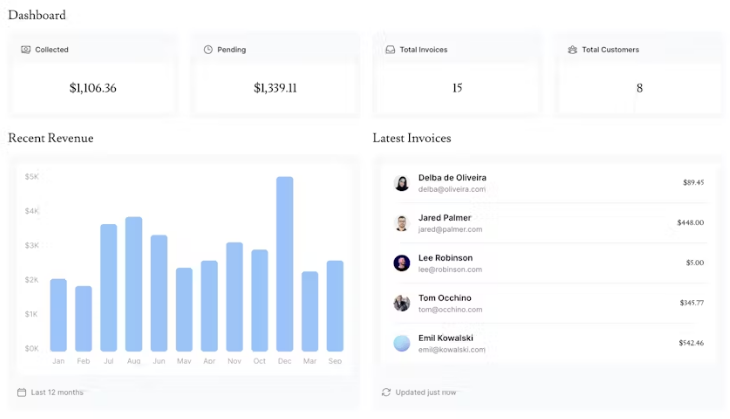 Dashboard
Collected
Pending
Total Invoices
Total Customers
$1,106.36
$1,339.11
15
8
Recent Revenue
$5K
$4K
$3K
$2K
$1K
$0K
Jan Feb Jul Aug Jun May Apr Nov Oct Dec Mar Sep
Last 12 months
Latest Invoices
Delba de Oliveira
delba@oliveira.com
$89.45
Jared Palmer
jared@palmer.com
$448.00
Lee Robinson
lee@robinson.com
$5.00
Tom Occhino
tom@occhino.com
$345.77
Emil Kowalski
emil@kowalski.com
$542.46
Updated just now